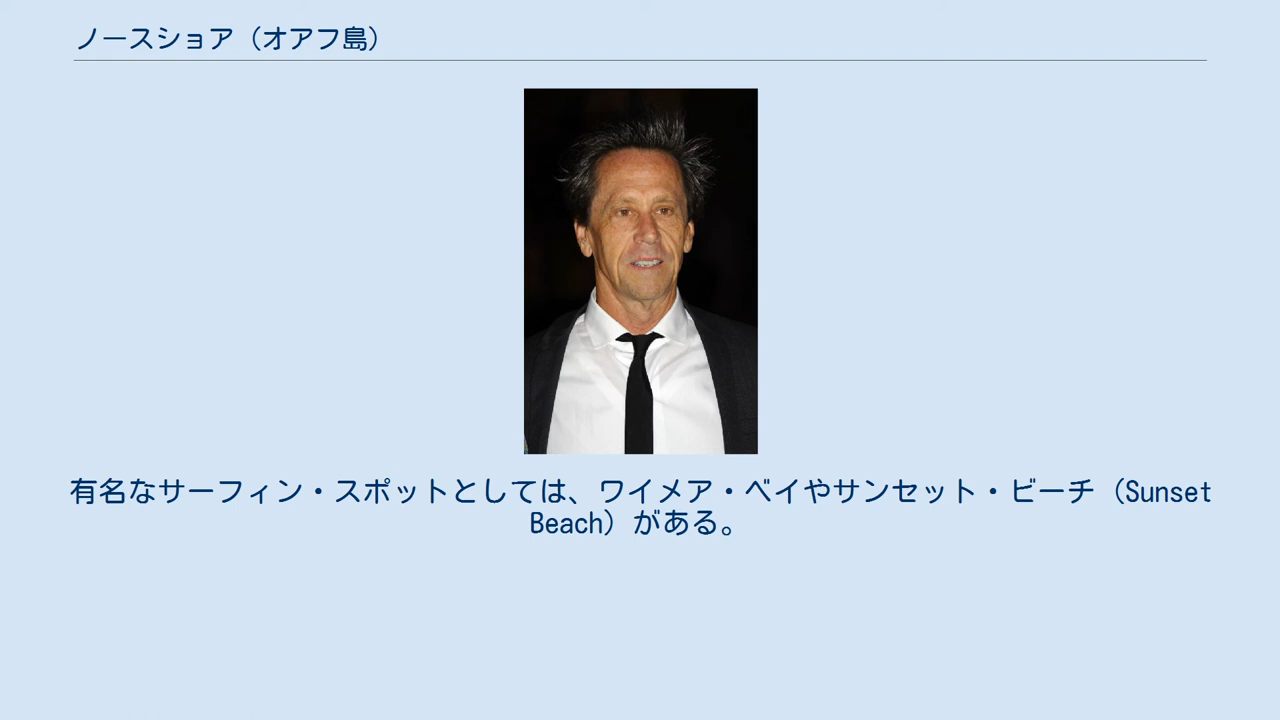 ノースショア（オアフ島）
有名なサーフィン・スポットとしては、ワイメア・ベイやサンセット・ビーチ（Sunset
Beach）がある。